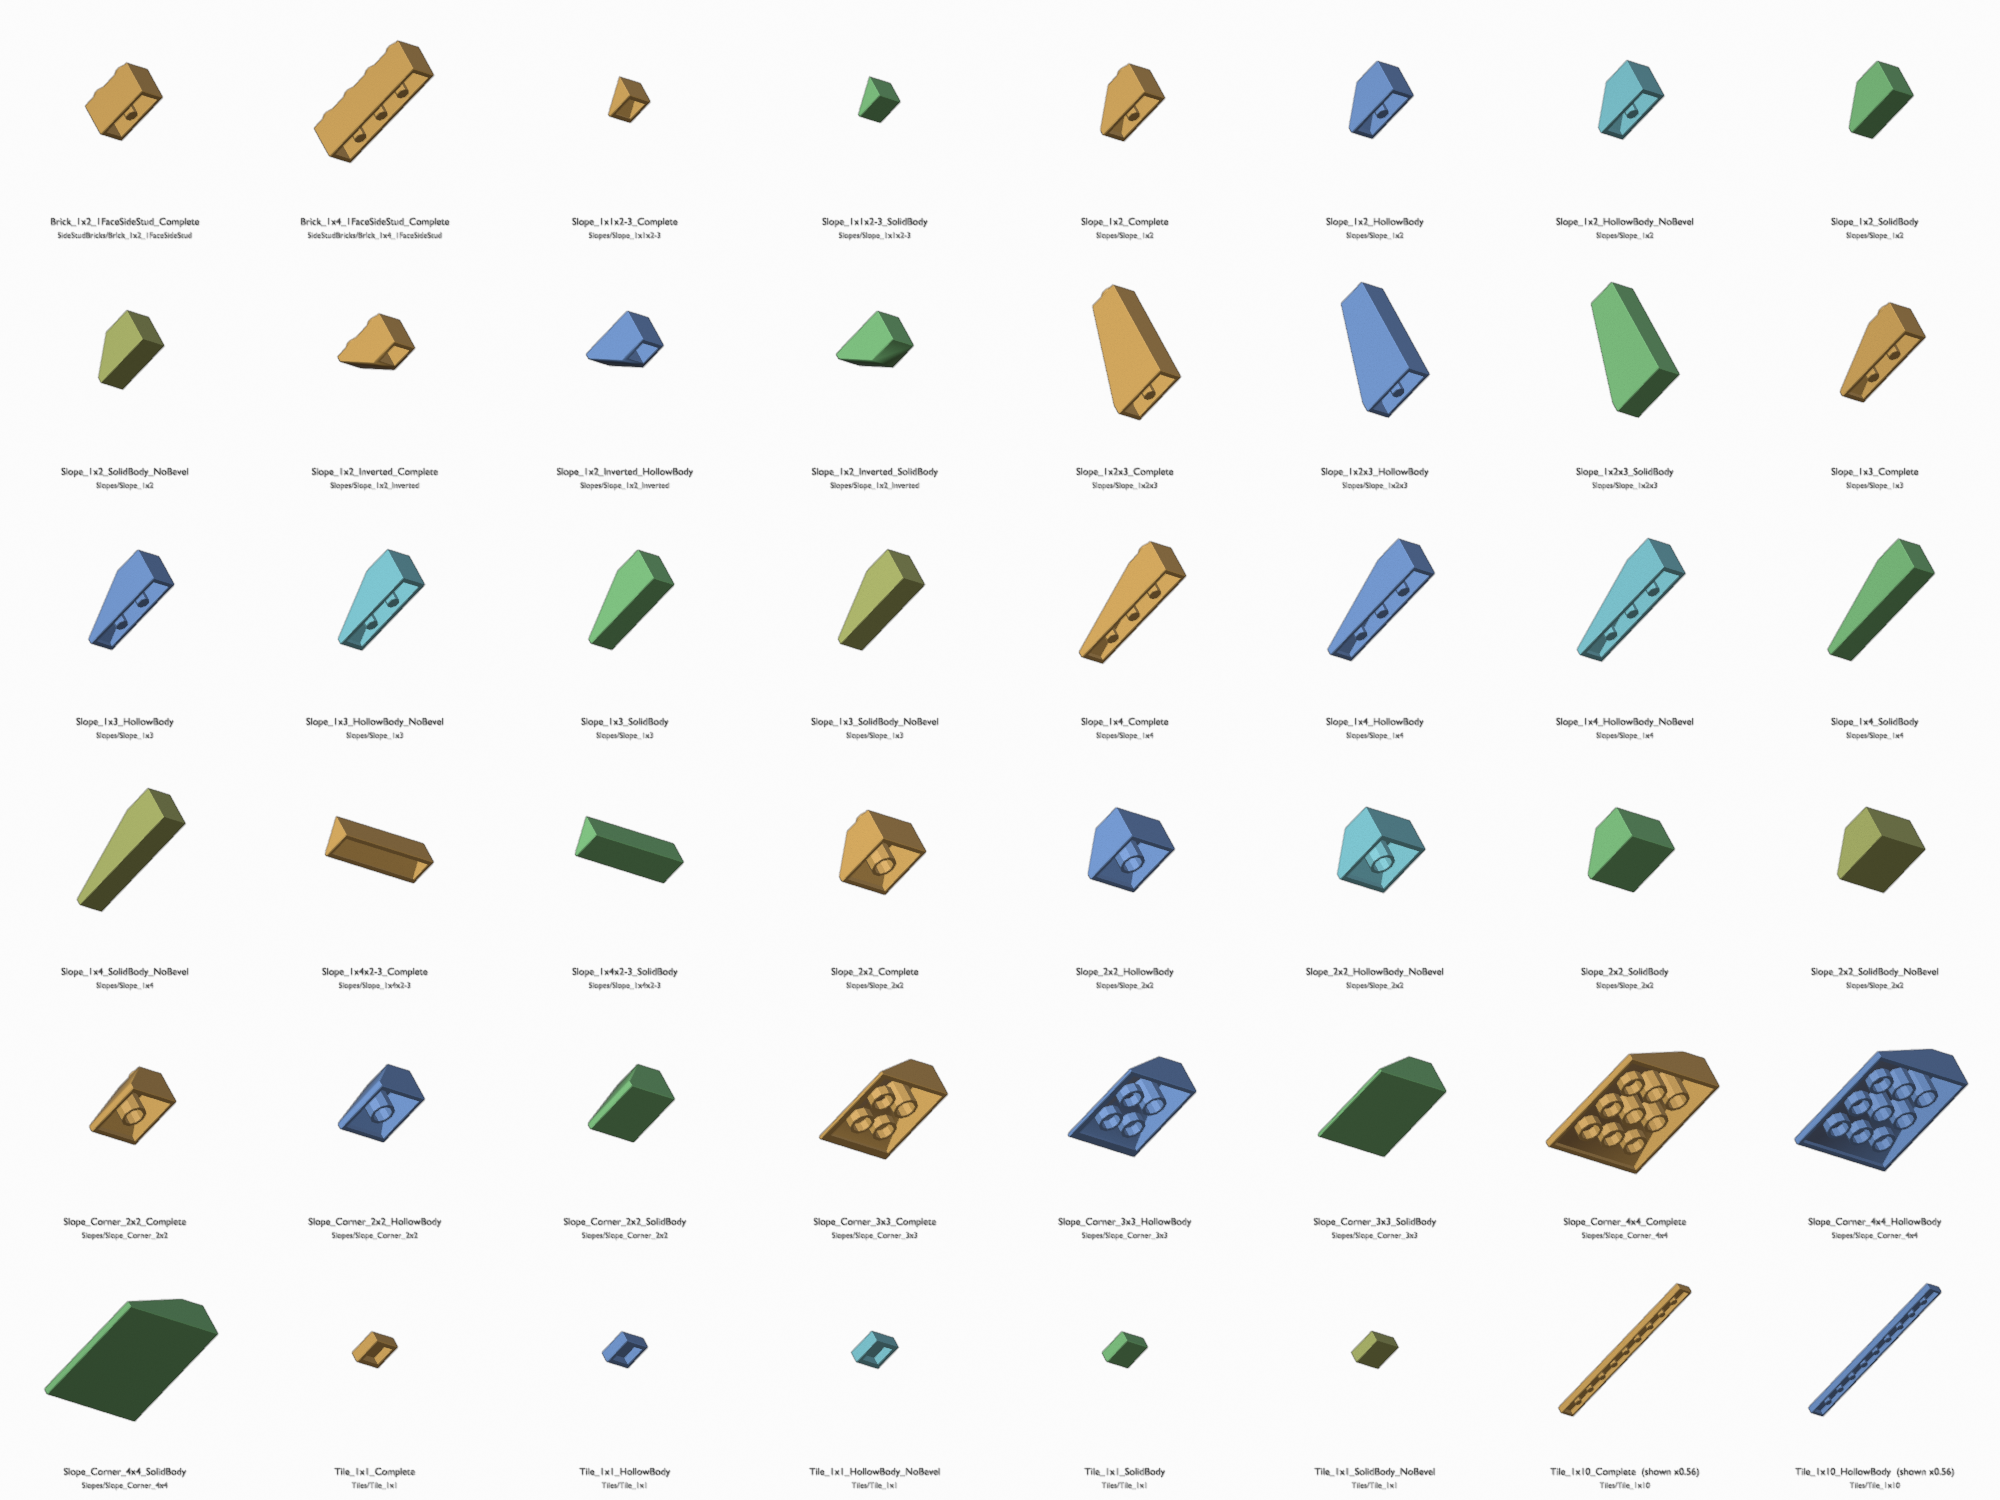 Brick_1x2_1FaceSideStud_Complete
SideStudBricks/Brick_1x2_1FaceSideStud
Brick_1x4_1FaceSideStud_Complete
SideStudBricks/Brick_1x4_1FaceSideStud
Slope_1x1x2-3_Complete
Slopes/Slope_1x1x2-3
Slope_1x1x2-3_SolidBody
Slopes/Slope_1x1x2-3
Slope_1x2_Complete
Slopes/Slope_1x2
Slope_1x2_HollowBody
Slopes/Slope_1x2
Slope_1x2_HollowBody_NoBevel
Slopes/Slope_1x2
Slope_1x2_SolidBody
Slopes/Slope_1x2
Slope_1x2_SolidBody_NoBevel
Slopes/Slope_1x2
Slope_1x2_Inverted_Complete
Slopes/Slope_1x2_Inverted
Slope_1x2_Inverted_HollowBody
Slopes/Slope_1x2_Inverted
Slope_1x2_Inverted_SolidBody
Slopes/Slope_1x2_Inverted
Slope_1x2x3_Complete
Slopes/Slope_1x2x3
Slope_1x2x3_HollowBody
Slopes/Slope_1x2x3
Slope_1x2x3_SolidBody
Slopes/Slope_1x2x3
Slope_1x3_Complete
Slopes/Slope_1x3
Slope_1x3_HollowBody
Slopes/Slope_1x3
Slope_1x3_HollowBody_NoBevel
Slopes/Slope_1x3
Slope_1x3_SolidBody
Slopes/Slope_1x3
Slope_1x3_SolidBody_NoBevel
Slopes/Slope_1x3
Slope_1x4_Complete
Slopes/Slope_1x4
Slope_1x4_HollowBody
Slopes/Slope_1x4
Slope_1x4_HollowBody_NoBevel
Slopes/Slope_1x4
Slope_1x4_SolidBody
Slopes/Slope_1x4
Slope_1x4_SolidBody_NoBevel
Slopes/Slope_1x4
Slope_1x4x2-3_Complete
Slopes/Slope_1x4x2-3
Slope_1x4x2-3_SolidBody
Slopes/Slope_1x4x2-3
Slope_2x2_Complete
Slopes/Slope_2x2
Slope_2x2_HollowBody
Slopes/Slope_2x2
Slope_2x2_HollowBody_NoBevel
Slopes/Slope_2x2
Slope_2x2_SolidBody
Slopes/Slope_2x2
Slope_2x2_SolidBody_NoBevel
Slopes/Slope_2x2
Slope_Corner_2x2_Complete
Slopes/Slope_Corner_2x2
Slope_Corner_2x2_HollowBody
Slopes/Slope_Corner_2x2
Slope_Corner_2x2_SolidBody
Slopes/Slope_Corner_2x2
Slope_Corner_3x3_Complete
Slopes/Slope_Corner_3x3
Slope_Corner_3x3_HollowBody
Slopes/Slope_Corner_3x3
Slope_Corner_3x3_SolidBody
Slopes/Slope_Corner_3x3
Slope_Corner_4x4_Complete
Slopes/Slope_Corner_4x4
Slope_Corner_4x4_HollowBody
Slopes/Slope_Corner_4x4
Slope_Corner_4x4_SolidBody
Slopes/Slope_Corner_4x4
Tile_1x1_Complete
Tiles/Tile_1x1
Tile_1x1_HollowBody
Tiles/Tile_1x1
Tile_1x1_HollowBody_NoBevel
Tiles/Tile_1x1
Tile_1x1_SolidBody
Tiles/Tile_1x1
Tile_1x1_SolidBody_NoBevel
Tiles/Tile_1x1
Tile_1x10_Complete (shown x0.56)
Tiles/Tile_1x10
Tile_1x10_HollowBody (shown x0.56)
Tiles/Tile_1x10